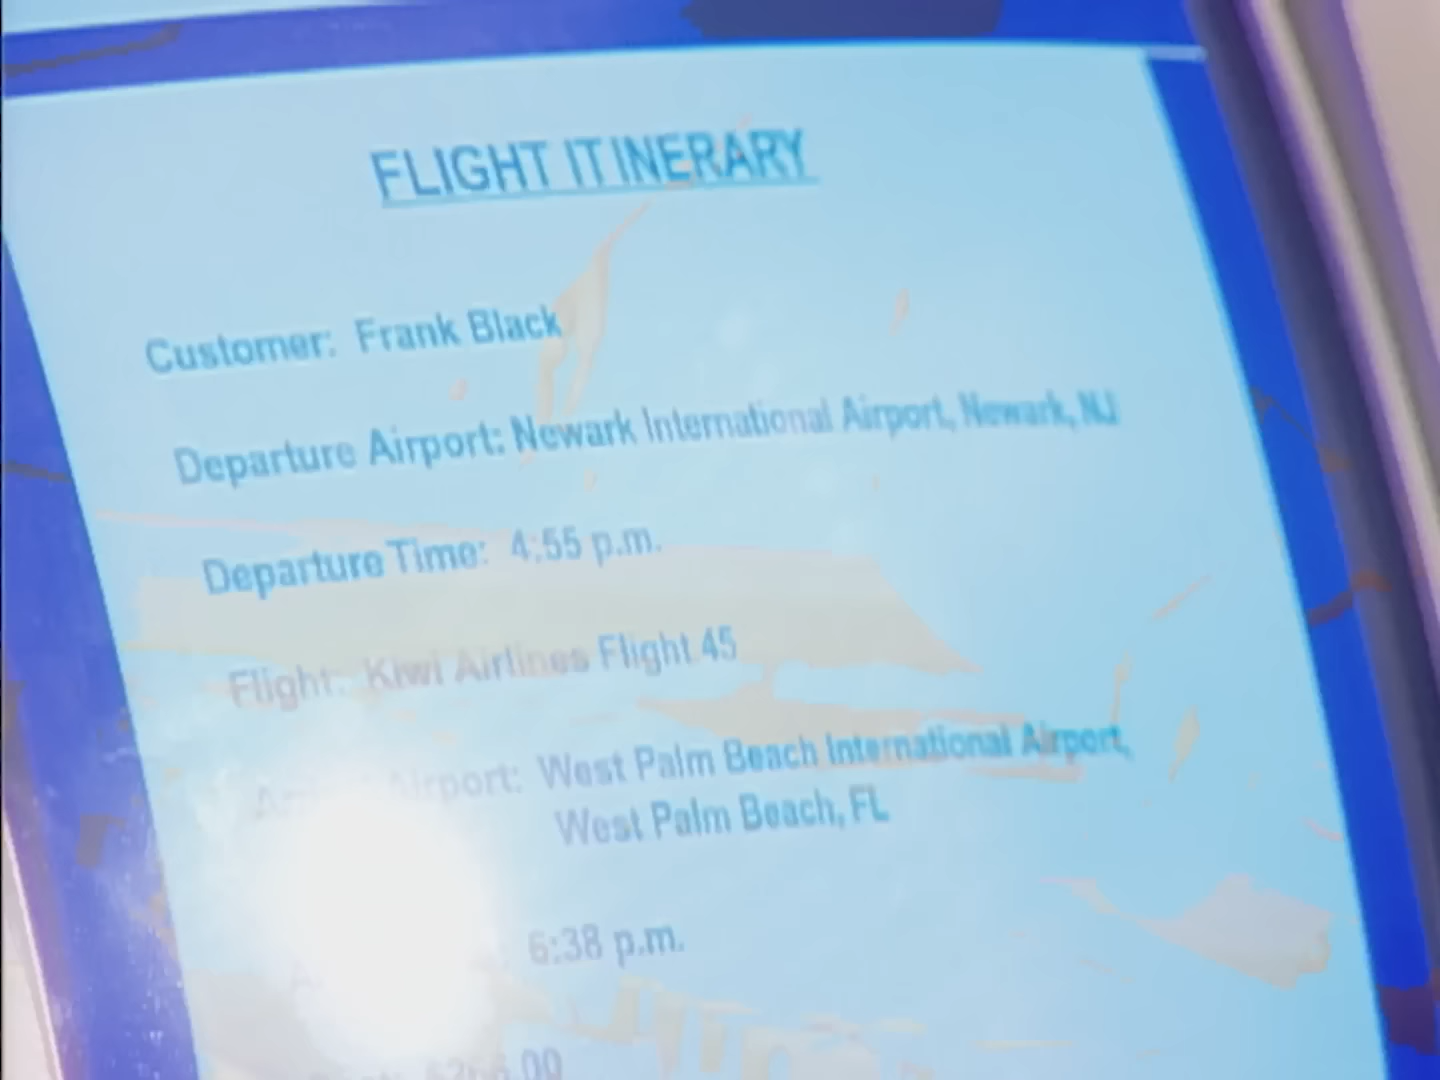 FLIGHT ITINERARY
Customer: Frank Black
Departure Airport: Newark International Airport, Newark, NJ
Departure Time: 4:55 p.m.
Flight: Kiwi Airlines Flight 45
Airport: West Palm Beach International Airport,
West Palm Beach, FL
6:38 p.m.